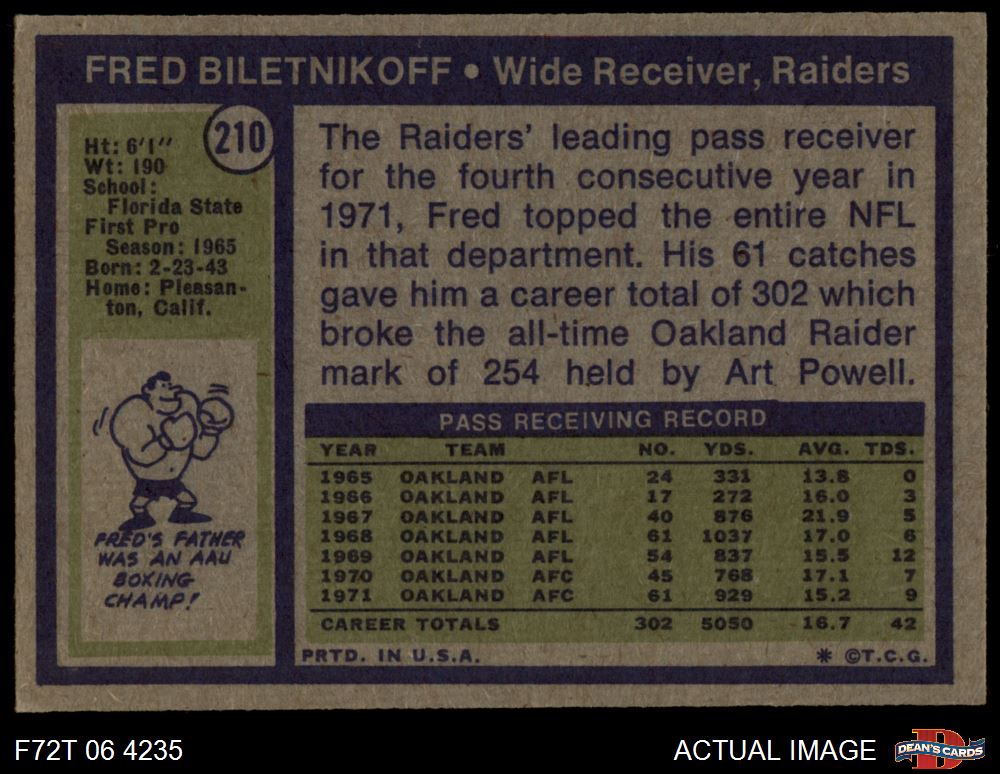 FRED BILETNIKOFF • Wide Receiver, Raiders
210
Ht: 6'1"
Wt: 190
School:
Florida State
First Pro
Season: 1965
Born: 2-23-43
Home: Pleasan-
ton, Calif.
FRED'S FATHER
WAS AN AAU
BOXING
CHAMP!
The Raiders' leading pass receiver
for the fourth consecutive year in
1971, Fred topped the entire NFL
in that department. His 61 catches
gave him a career total of 302 which
broke the all-time Oakland Raider
mark of 254 held by Art Powell.
PASS RECEIVING RECORD
YEAR TEAM NO. YDS. AVG. TDS.
1965 OAKLAND AFL 24 331 13.8 0
1966 OAKLAND AFL 17 272 16.0 3
1967 OAKLAND AFL 40 876 21.9 5
1968 OAKLAND AFL 61 1037 17.0 6
1969 OAKLAND AFL 54 837 15.5 12
1970 OAKLAND AFC 45 768 17.1 7
1971 OAKLAND AFC 61 929 15.2 9
CAREER TOTALS 302 5050 16.7 42
PRTD. IN U.S.A. * ©T.C.G.
F72T 06 4235
ACTUAL IMAGE
D
DEAN'S CARDS